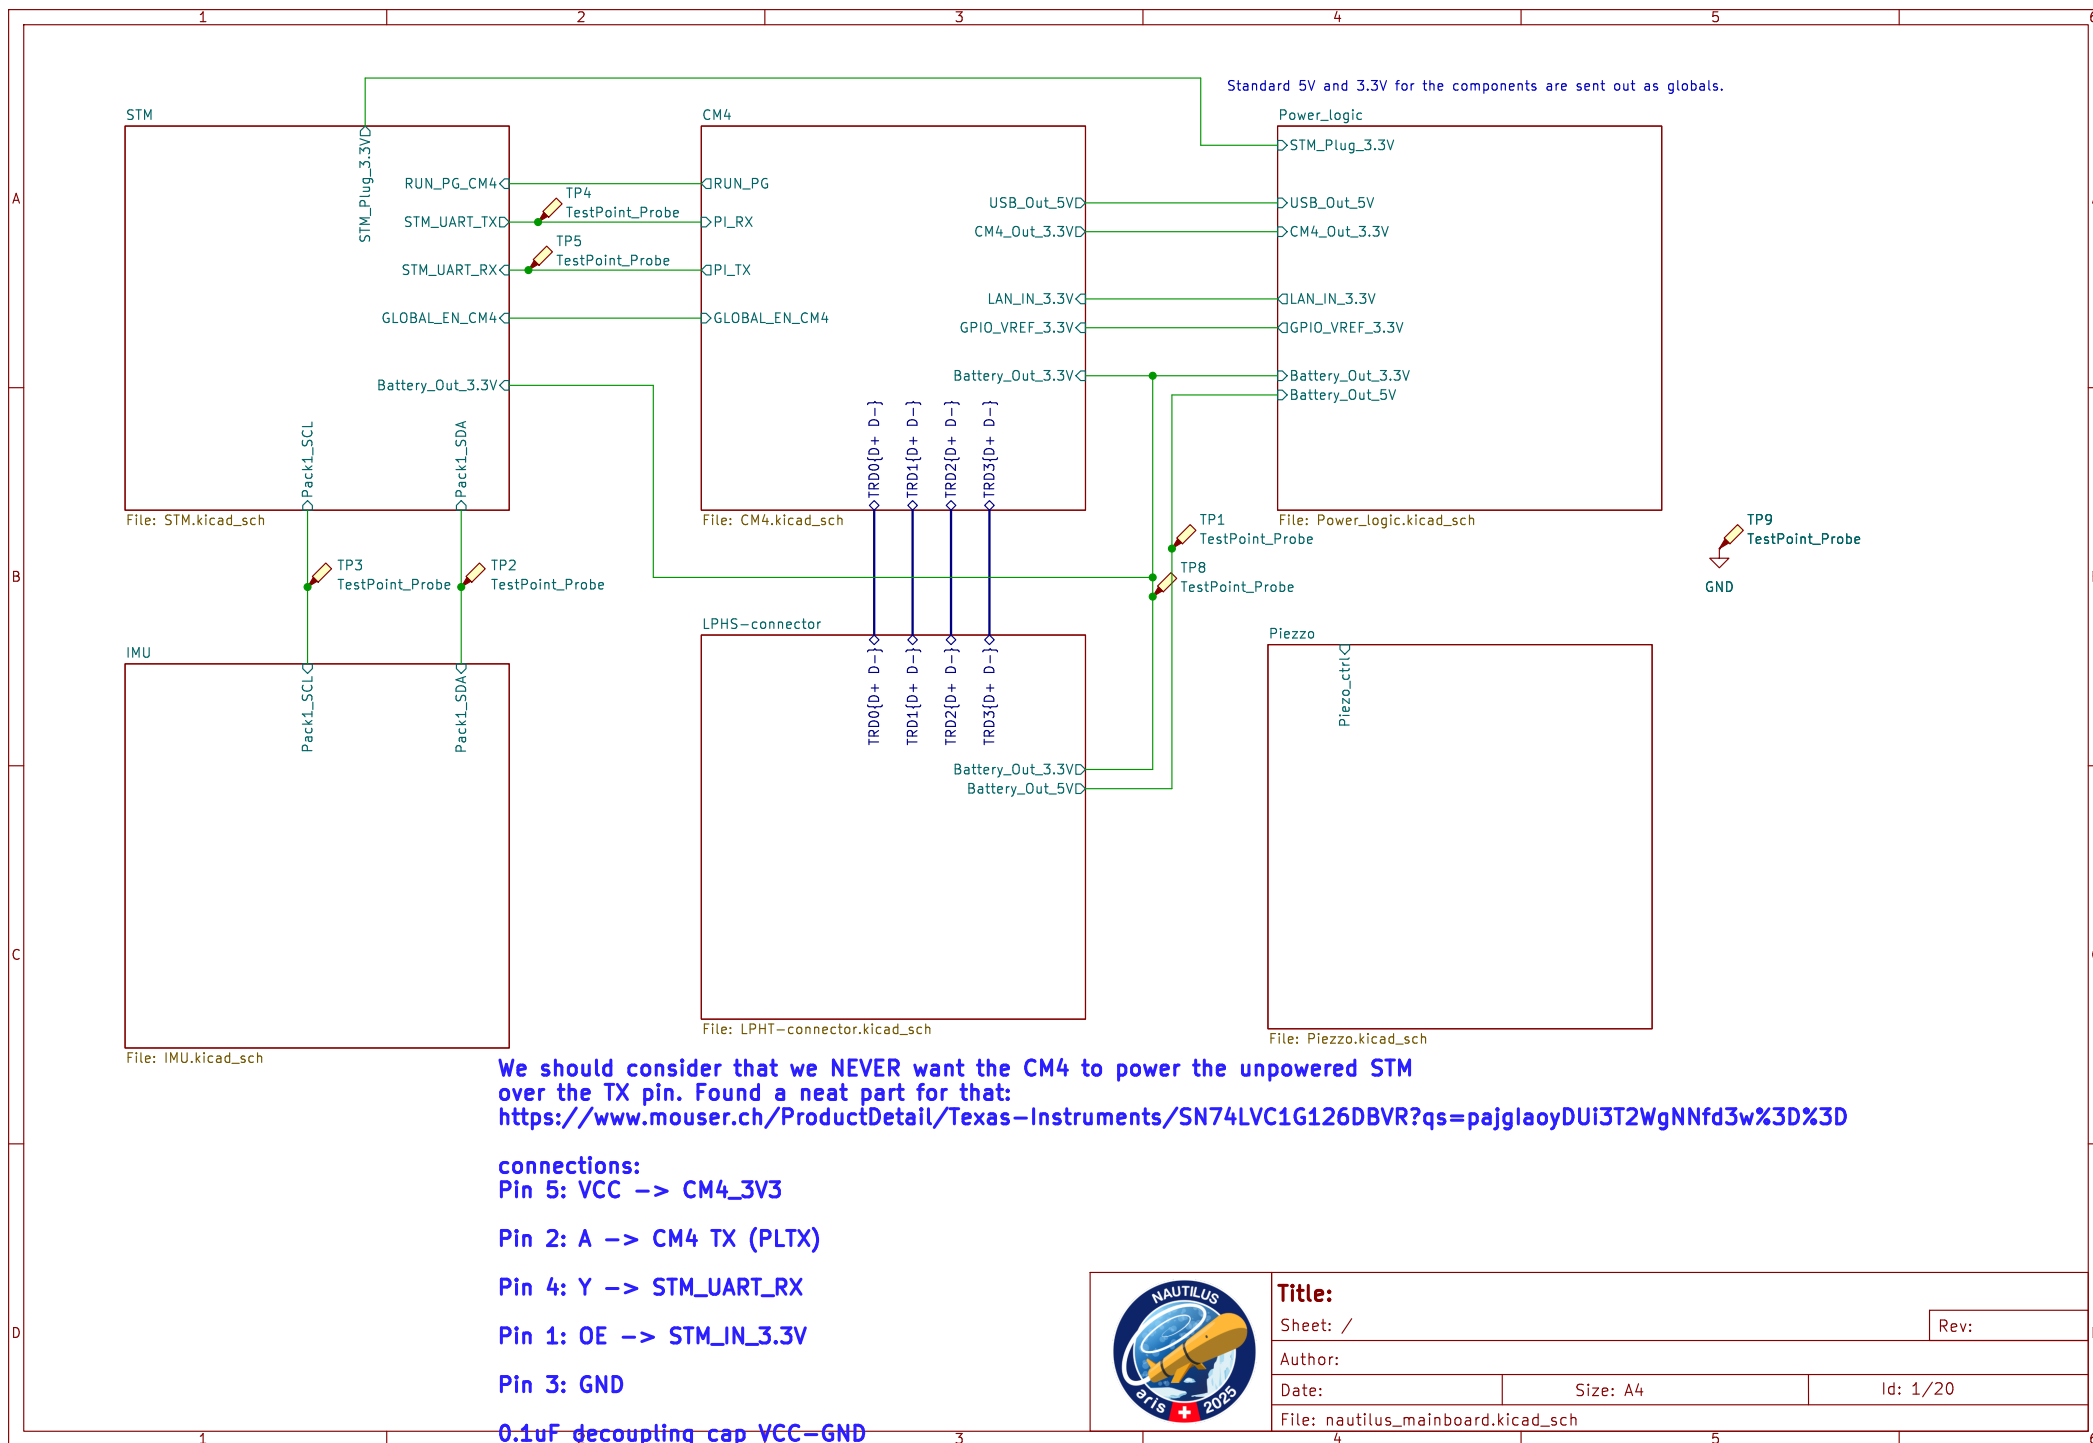 1 2 3 4 5 6
A
B
C
D
Standard 5V and 3.3V for the components are sent out as globals.
STM
STM_Plug_3.3V
RUN_PG_CM4
STM_UART_TX
STM_UART_RX
GLOBAL_EN_CM4
Battery_Out_3.3V
Pack1_SCL
Pack1_SDA
File: STM.kicad_sch
TP4
TestPoint_Probe
TP5
TestPoint_Probe
CM4
RUN_PG
PI_RX
PI_TX
GLOBAL_EN_CM4
USB_Out_5V
CM4_Out_3.3V
LAN_IN_3.3V
GPIO_VREF_3.3V
Battery_Out_3.3V
TRD0{D+ D-}
TRD1{D+ D-}
TRD2{D+ D-}
TRD3{D+ D-}
File: CM4.kicad_sch
Power_logic
STM_Plug_3.3V
USB_Out_5V
CM4_Out_3.3V
LAN_IN_3.3V
GPIO_VREF_3.3V
Battery_Out_3.3V
Battery_Out_5V
File: Power_logic.kicad_sch
TP3
TestPoint_Probe
TP2
TestPoint_Probe
TP1
TestPoint_Probe
TP8
TestPoint_Probe
TP9
TestPoint_Probe
GND
IMU
Pack1_SCL
Pack1_SDA
File: IMU.kicad_sch
LPHS-connector
TRD0{D+ D-}
TRD1{D+ D-}
TRD2{D+ D-}
TRD3{D+ D-}
Battery_Out_3.3V
Battery_Out_5V
File: LPHT-connector.kicad_sch
Piezzo
Piezo_ctrl
File: Piezzo.kicad_sch
We should consider that we NEVER want the CM4 to power the unpowered STM
over the TX pin. Found a neat part for that:
https://www.mouser.ch/ProductDetail/Texas-Instruments/SN74LVC1G126DBVR?qs=pajgIaoyDUi3T2WgNNfd3w%3D%3D
connections:
Pin 5: VCC -> CM4_3V3
Pin 2: A -> CM4 TX (PLTX)
Pin 4: Y -> STM_UART_RX
Pin 1: OE -> STM_IN_3.3V
Pin 3: GND
0.1uF decoupling cap VCC-GND
NAUTILUS
aris 2025
Title:
Sheet: /
Rev:
Author:
Date:
Size: A4
Id: 1/20
File: nautilus_mainboard.kicad_sch
1 2 3 4 5 6